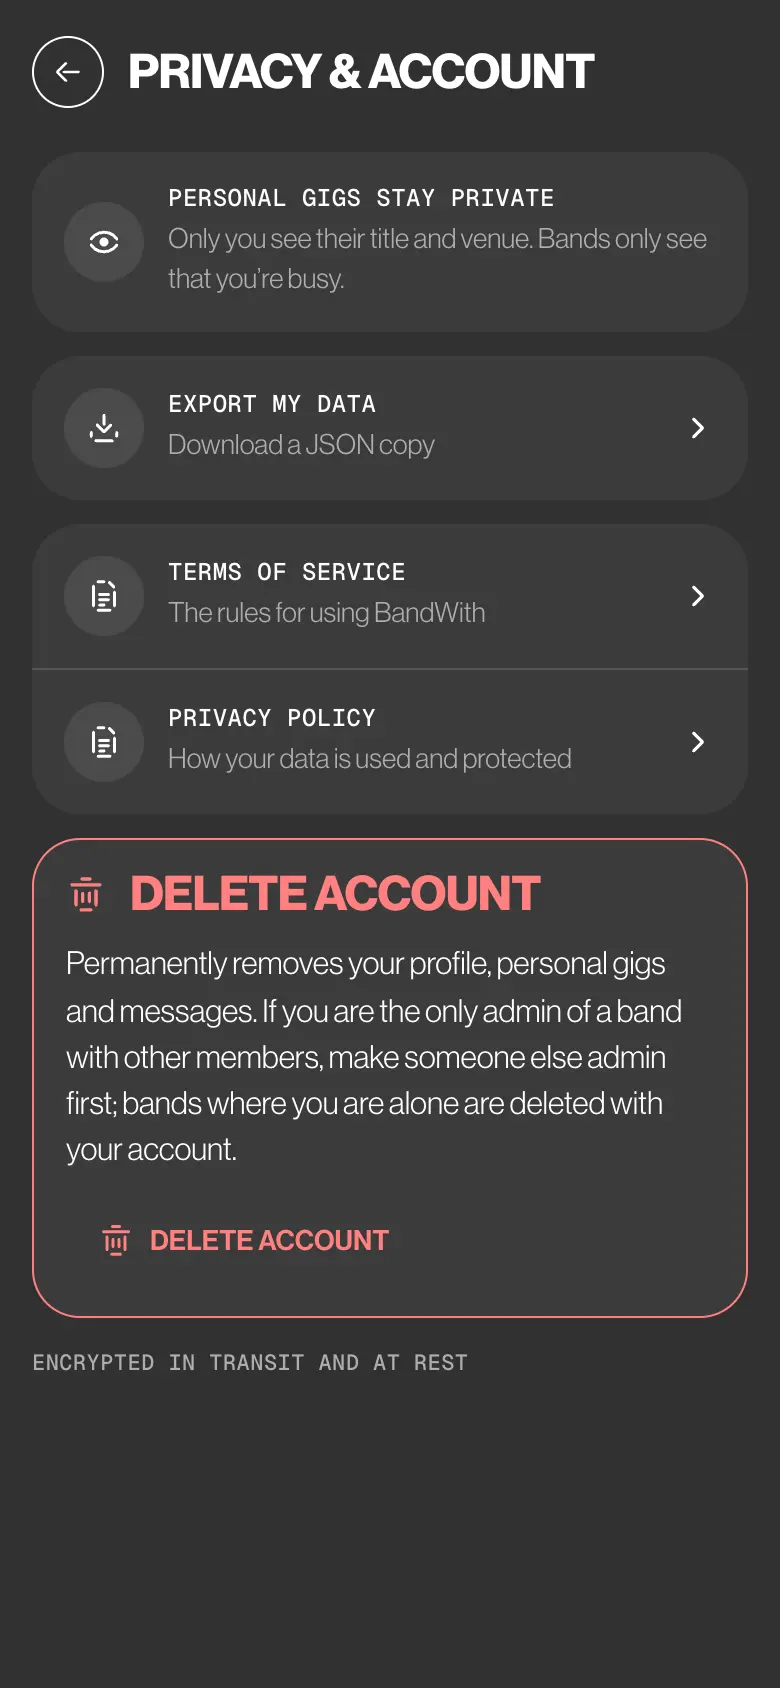 PRIVACY & ACCOUNT
PERSONAL GIGS STAY PRIVATE
Only you see their title and venue. Bands only see
that you’re busy.
EXPORT MY DATA
Download a JSON copy
TERMS OF SERVICE
The rules for using BandWith
PRIVACY POLICY
How your data is used and protected
DELETE ACCOUNT
Permanently removes your profile, personal gigs
and messages. If you are the only admin of a band
with other members, make someone else admin
first; bands where you are alone are deleted with
your account.
DELETE ACCOUNT
ENCRYPTED IN TRANSIT AND AT REST